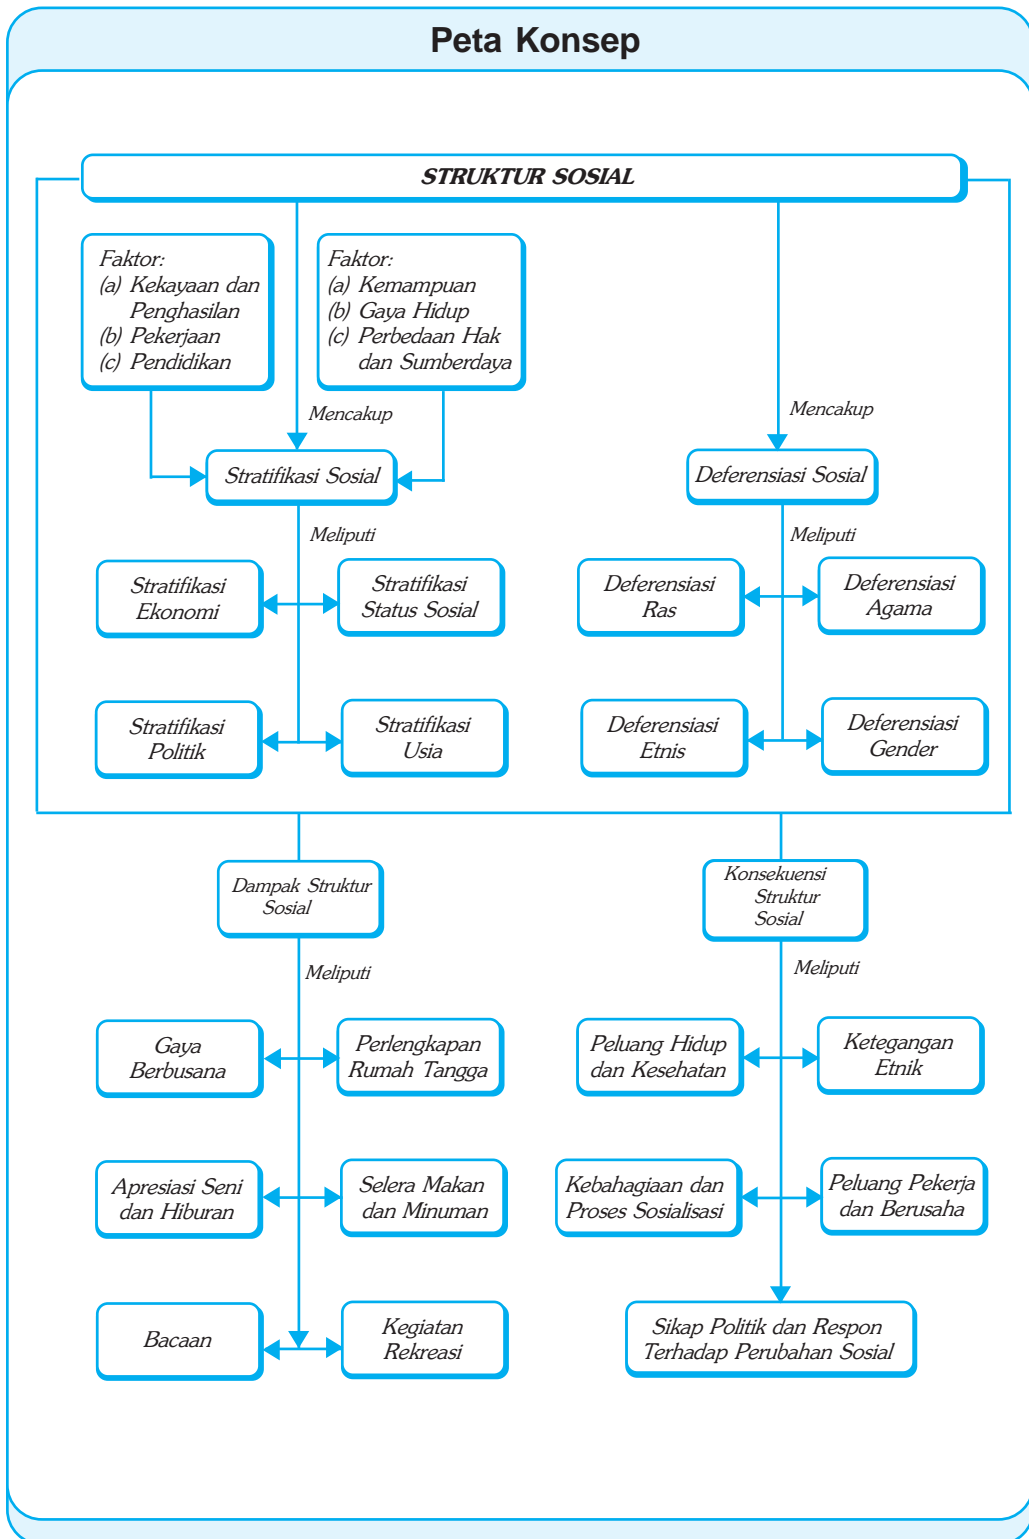 Peta Konsep
STRUKTUR SOSIAL
Faktor:
(a) Kekayaan dan
Penghasilan
(b) Pekerjaan
(c) Pendidikan
Faktor:
(a) Kemampuan
(b) Gaya Hidup
(c) Perbedaan Hak
dan Sumberdaya
Mencakup
Mencakup
Stratifikasi Sosial
Deferensiasi Sosial
Meliputi
Meliputi
Stratifikasi
Ekonomi
Stratifikasi
Status Sosial
Deferensiasi
Ras
Deferensiasi
Agama
Stratifikasi
Politik
Stratifikasi
Usia
Deferensiasi
Etnis
Deferensiasi
Gender
Dampak Struktur
Sosial
Konsekuensi
Struktur
Sosial
Meliputi
Meliputi
Gaya
Berbusana
Perlengkapan
Rumah Tangga
Peluang Hidup
dan Kesehatan
Ketegangan
Etnik
Apresiasi Seni
dan Hiburan
Selera Makan
dan Minuman
Kebahagiaan dan
Proses Sosialisasi
Peluang Pekerja
dan Berusaha
Bacaan
Kegiatan
Rekreasi
Sikap Politik dan Respon
Terhadap Perubahan Sosial